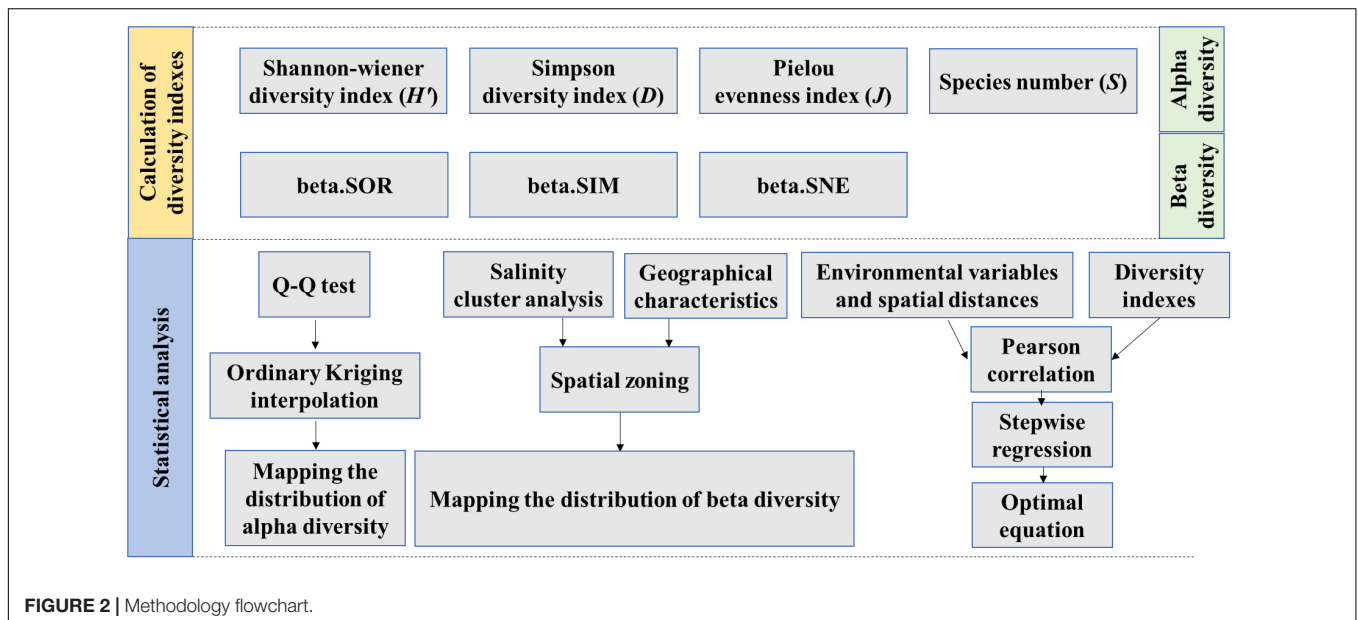 Calculation of
diversity indexes
Shannon-wiener
diversity index (H')
Simpson
diversity index (D)
Pielou
evenness index (J)
Species number (S)
Alpha
diversity
beta.SOR
beta.SIM
beta.SNE
Beta
diversity
Statistical analysis
Q-Q test
Salinity
cluster analysis
Geographical
characteristics
Environmental variables
and spatial distances
Diversity
indexes
Ordinary Kriging
interpolation
Spatial zoning
Pearson
correlation
Stepwise
regression
Mapping the
distribution of
alpha diversity
Mapping the distribution of beta diversity
Optimal
equation
FIGURE 2 | Methodology flowchart.